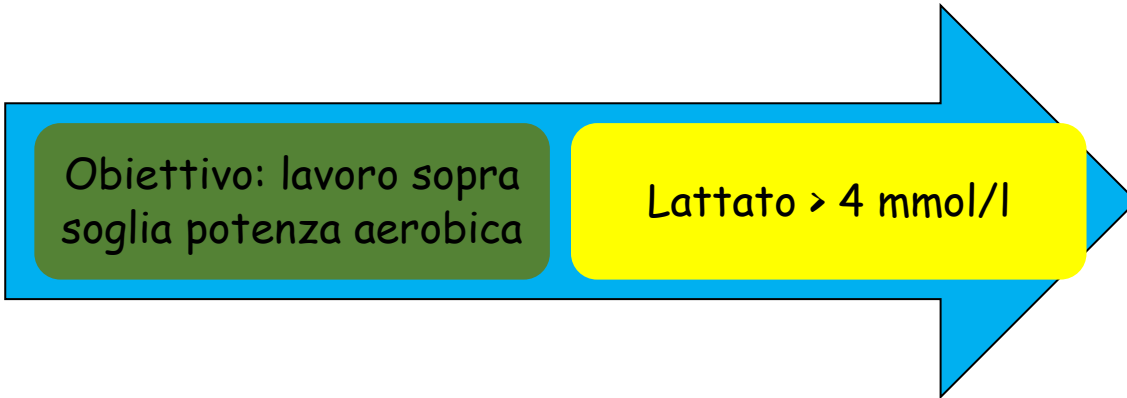 Obiettivo: lavoro sopra
soglia potenza aerobica
Lattato > 4 mmol/l